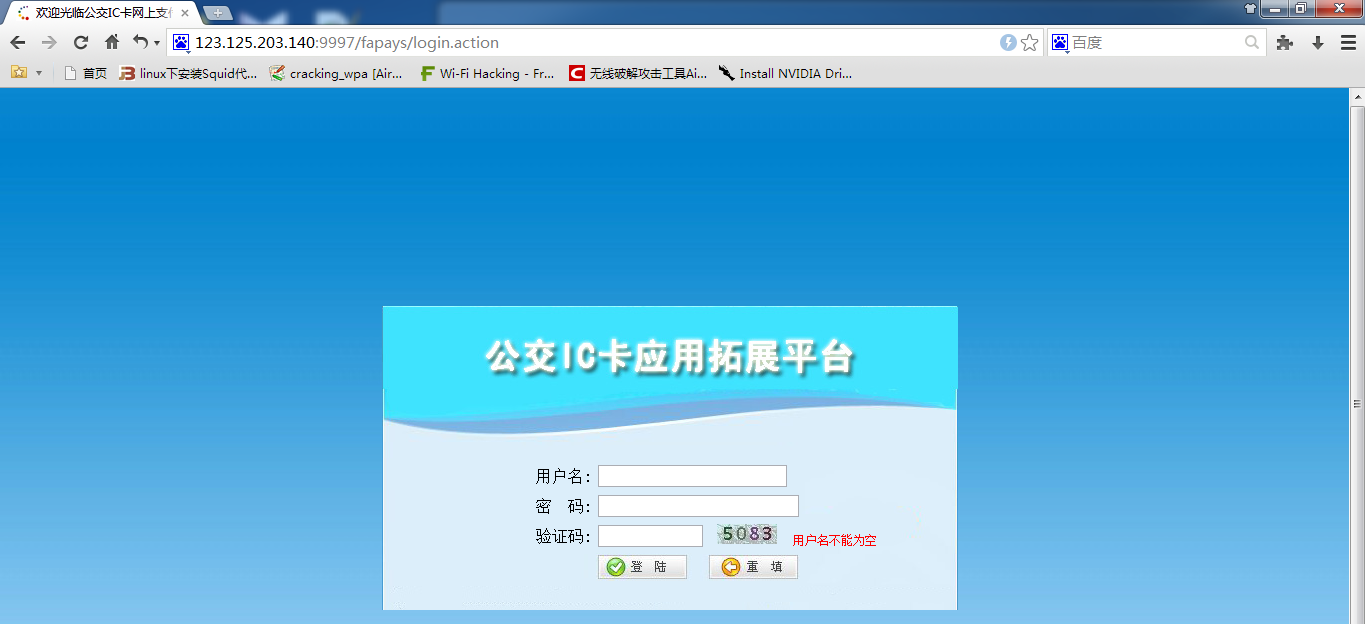 欢迎光临公交IC卡网上支
123.125.203.140:9997/fapays/login.action
百度
首页
linux下安装Squid代...
cracking_wpa [Air...
Wi-Fi Hacking - Fr...
无线破解攻击工具Ai...
Install NVIDIA Dri...
公交IC卡应用拓展平台
用户名:
密 码:
验证码:
5083
用户名不能为空
登 陆
重 填